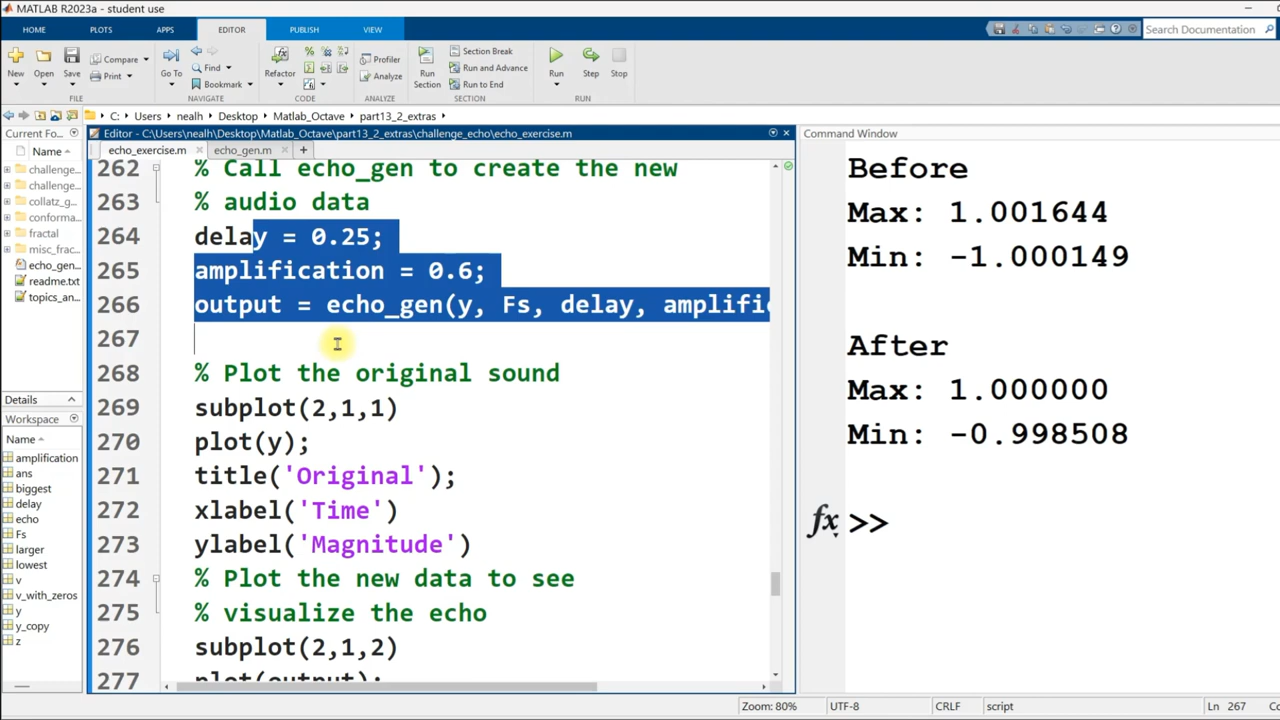 MATLAB R2023a - student use
HOME PLOTS APPS EDITOR PUBLISH VIEW
Search Documentation
New Open Save Compare Print
Go To Find Bookmark
Refactor
Profiler Analyze
Run Section
Section Break
Run and Advance
Run to End
Run Step Stop
FILE NAVIGATE CODE ANALYZE SECTION RUN
C: Users nealh Desktop Matlab_Octave part13_2_extras
Current Fo...
Name
challenge...
challenge...
collatz_g...
conforma...
fractal
misc_frac...
echo_gen...
readme.txt
topics_an...
Details
Workspace
Name
amplification
ans
biggest
delay
echo
Fs
larger
lowest
v
v_with_zeros
y
y_copy
z
Editor - C:\Users\nealh\Desktop\Matlab_Octave\part13_2_extras\challenge_echo\echo_exercise.m
echo_exercise.m echo_gen.m
262 % Call echo_gen to create the new
263 % audio data
264 delay = 0.25;
265 amplification = 0.6;
266 output = echo_gen(y, Fs, delay, amplific
267
268 % Plot the original sound
269 subplot(2,1,1)
270 plot(y);
271 title('Original');
272 xlabel('Time')
273 ylabel('Magnitude')
274 % Plot the new data to see
275 % visualize the echo
276 subplot(2,1,2)
277 plot(output);
Command Window
Before
Max: 1.001644
Min: -1.000149
After
Max: 1.000000
Min: -0.998508
fx >>
Zoom: 80% UTF-8 CRLF script Ln 267